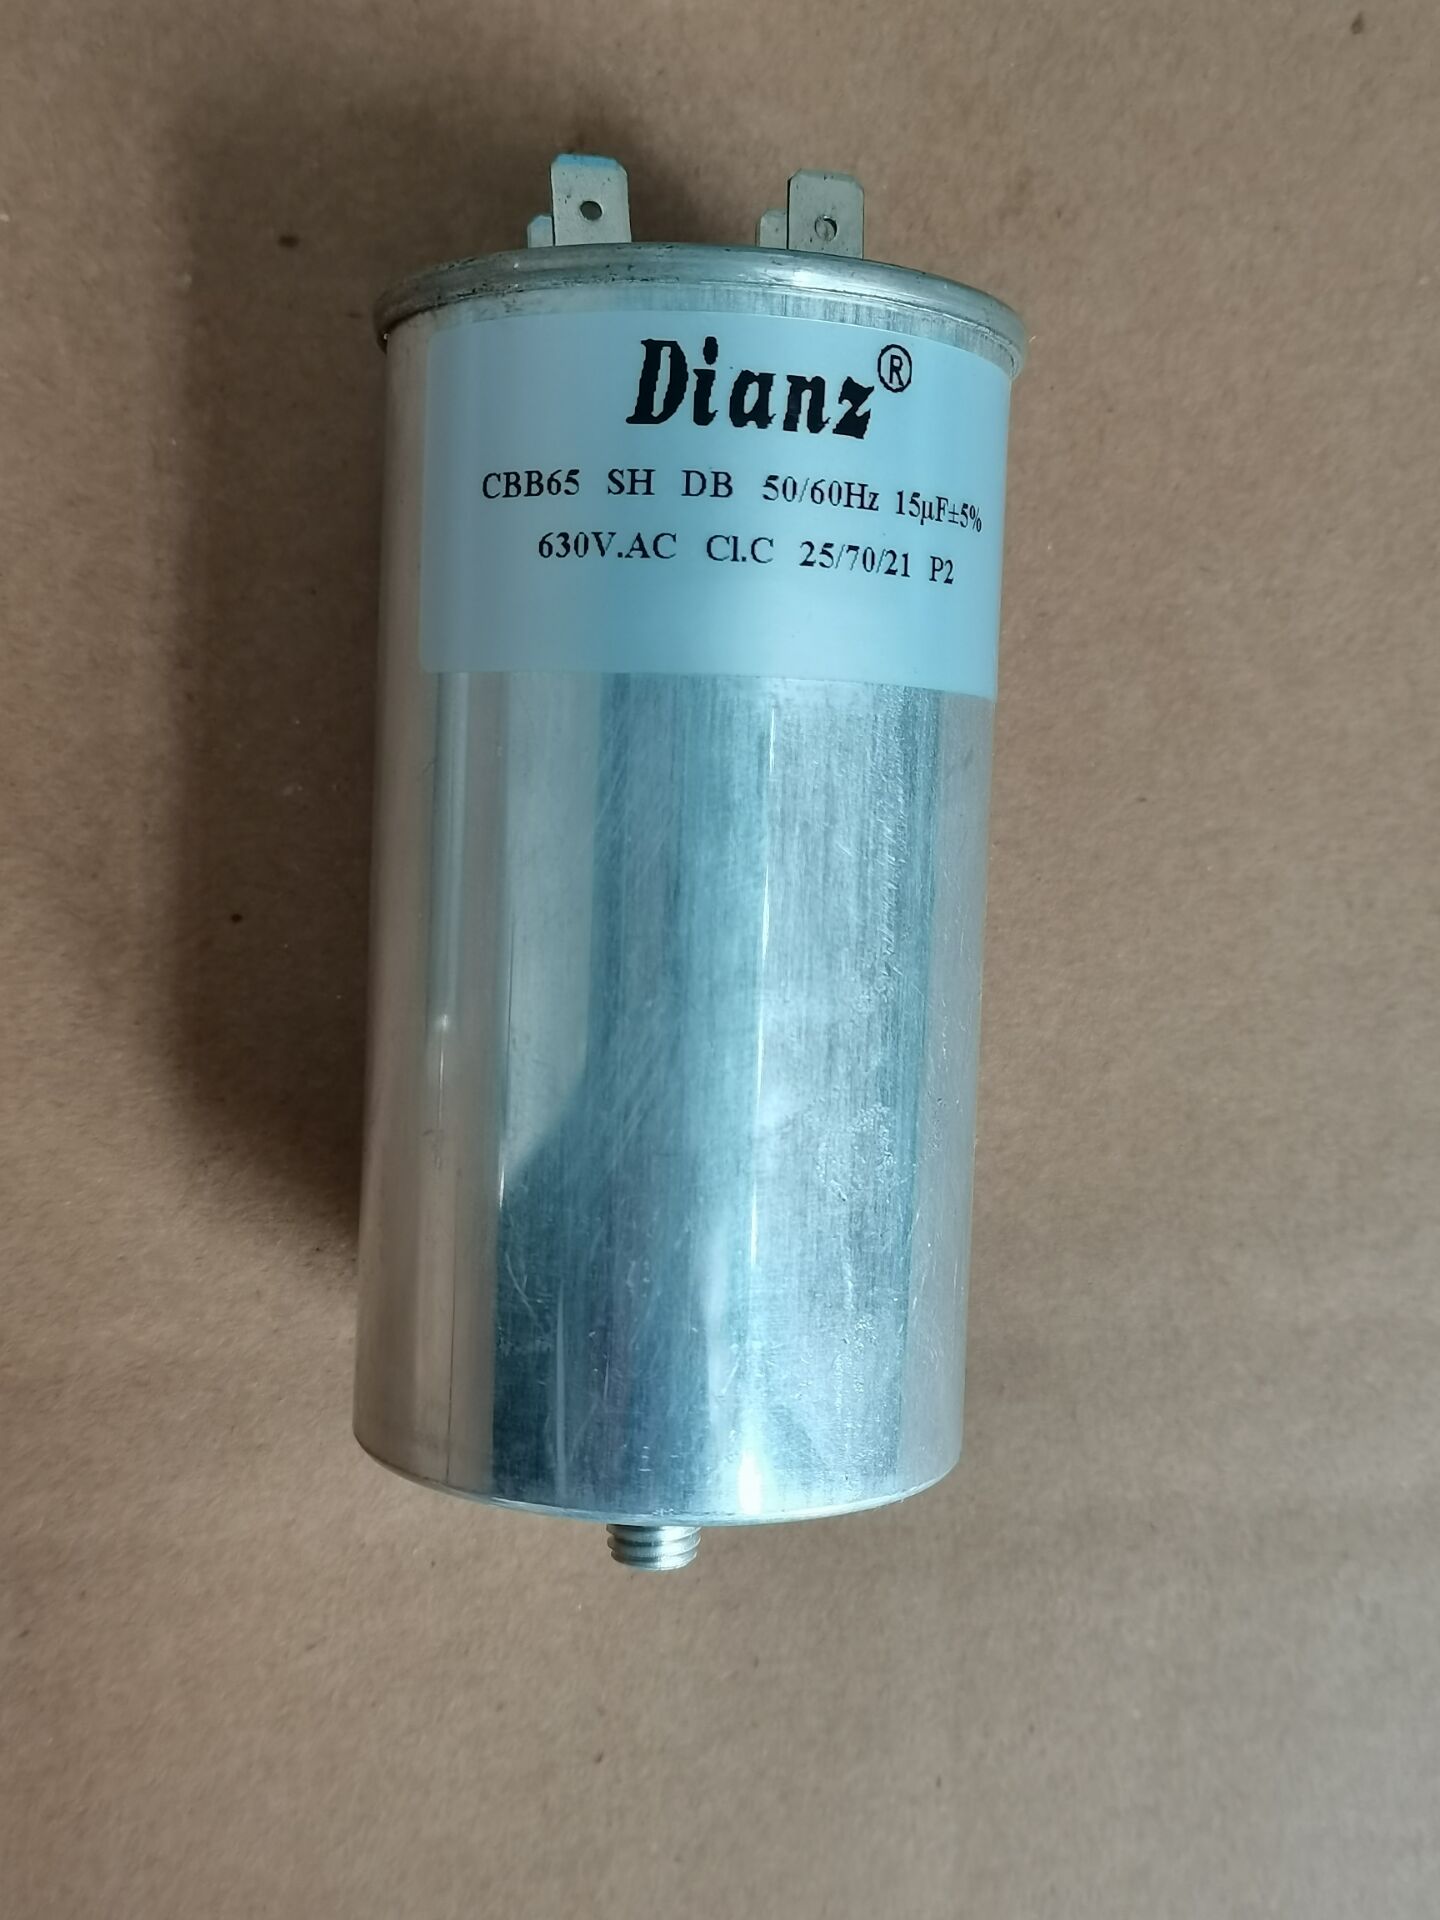 Dianz®
CBB65 SH DB 50/60Hz 15μF±5%
630V.AC Cl.C 25/70/21 P2